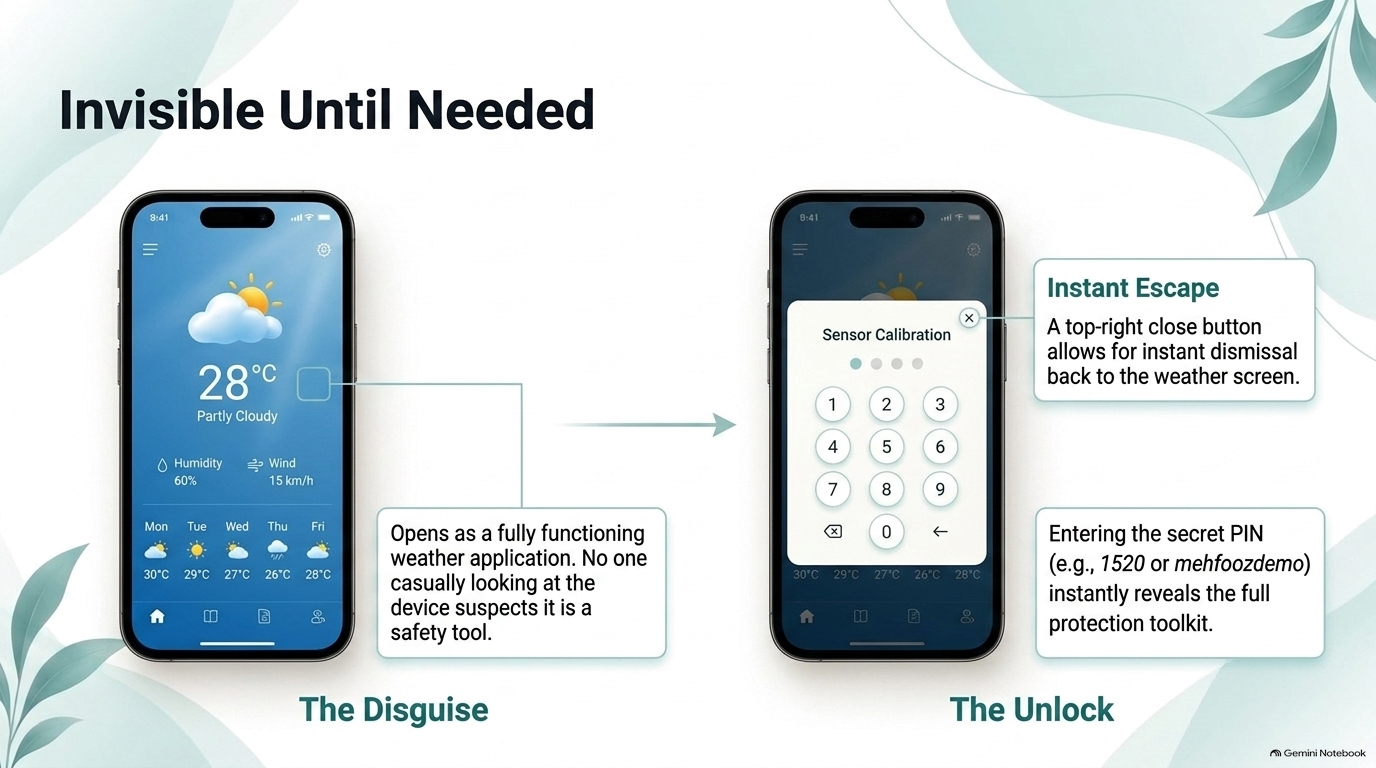 Invisible Until Needed
9:41
28°C
Partly Cloudy
Humidity
60%
Wind
15 km/h
Mon Tue Wed Thu Fri
30°C 29°C 27°C 26°C 28°C
Opens as a fully functioning
weather application. No one
casually looking at the
device suspects it is a
safety tool.
The Disguise
9:41
Sensor Calibration
1 2 3
4 5 6
7 8 9
0
30°C 29°C 27°C 26°C 28°C
Instant Escape
A top-right close button
allows for instant dismissal
back to the weather screen.
Entering the secret PIN
(e.g., 1520 or mehfoozdemo)
instantly reveals the full
protection toolkit.
The Unlock
Gemini Notebook